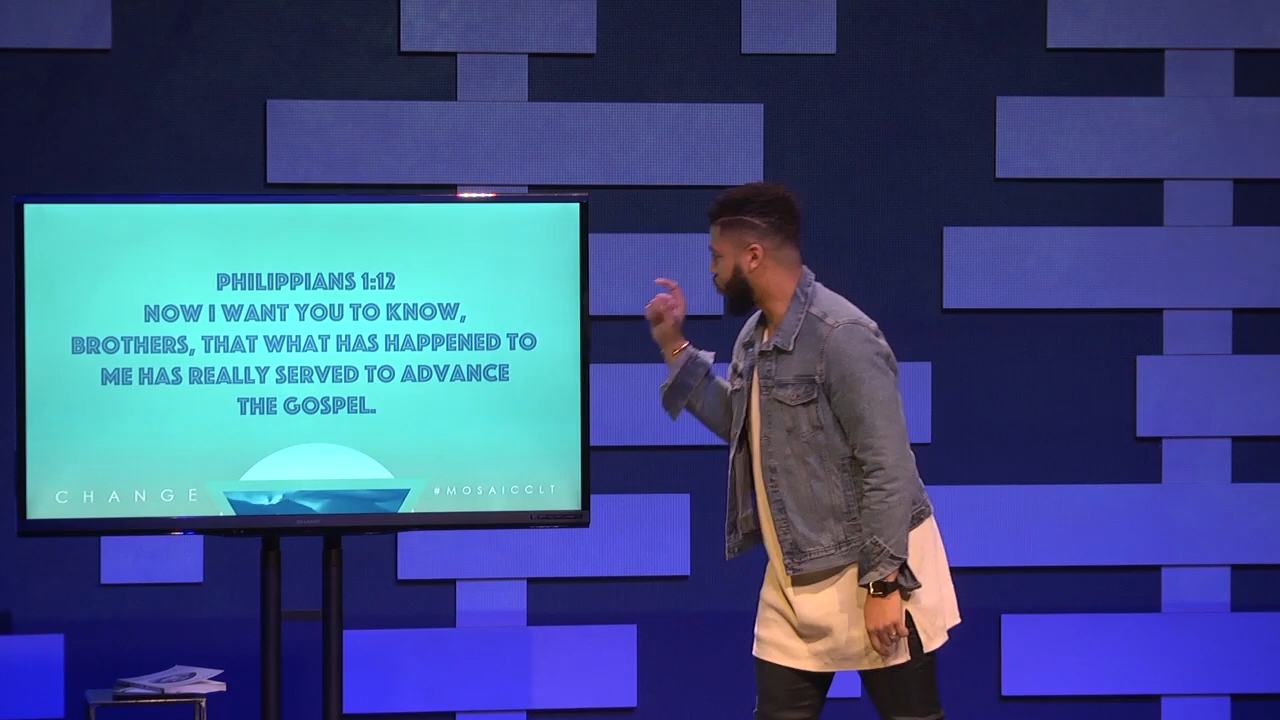 PHILIPPIANS 1:12
NOW I WANT YOU TO KNOW,
BROTHERS, THAT WHAT HAS HAPPENED TO
ME HAS REALLY SERVED TO ADVANCE
THE GOSPEL.
CHANGE
#MOSAICCLT
SHARP